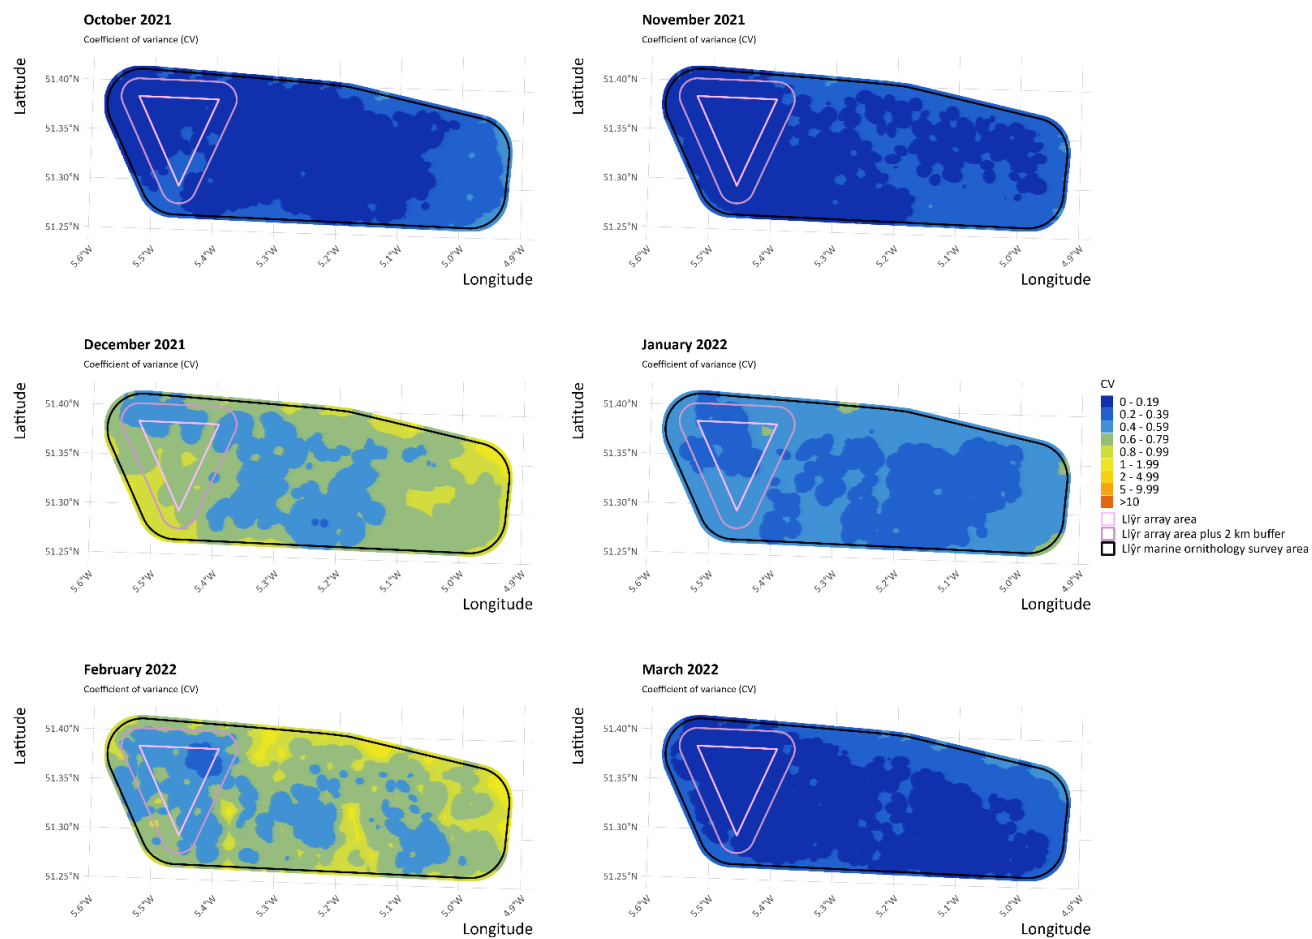 October 2021
Coefficient of variance (CV)
Latitude
51.40°N
51.35°N
51.30°N
51.25°N
5.6°W
5.5°W
5.4°W
5.3°W
5.2°W
5.1°W
5.0°W
4.9°W
Longitude
November 2021
Coefficient of variance (CV)
Latitude
51.40°N
51.35°N
51.30°N
51.25°N
5.6°W
5.5°W
5.4°W
5.3°W
5.2°W
5.1°W
5.0°W
4.9°W
Longitude
December 2021
Coefficient of variance (CV)
Latitude
51.40°N
51.35°N
51.30°N
51.25°N
5.6°W
5.5°W
5.4°W
5.3°W
5.2°W
5.1°W
5.0°W
4.9°W
Longitude
January 2022
Coefficient of variance (CV)
Latitude
51.40°N
51.35°N
51.30°N
51.25°N
5.6°W
5.5°W
5.4°W
5.3°W
5.2°W
5.1°W
5.0°W
4.9°W
Longitude
CV
0 - 0.19
0.2 - 0.39
0.4 - 0.59
0.6 - 0.79
0.8 - 0.99
1 - 1.99
2 - 4.99
5 - 9.99
>10
Llŷr array area
Llŷr array area plus 2 km buffer
Llŷr marine ornithology survey area
February 2022
Coefficient of variance (CV)
Latitude
51.40°N
51.35°N
51.30°N
51.25°N
5.6°W
5.5°W
5.4°W
5.3°W
5.2°W
5.1°W
5.0°W
4.9°W
Longitude
March 2022
Coefficient of variance (CV)
Latitude
51.40°N
51.35°N
51.30°N
51.25°N
5.6°W
5.5°W
5.4°W
5.3°W
5.2°W
5.1°W
5.0°W
4.9°W
Longitude